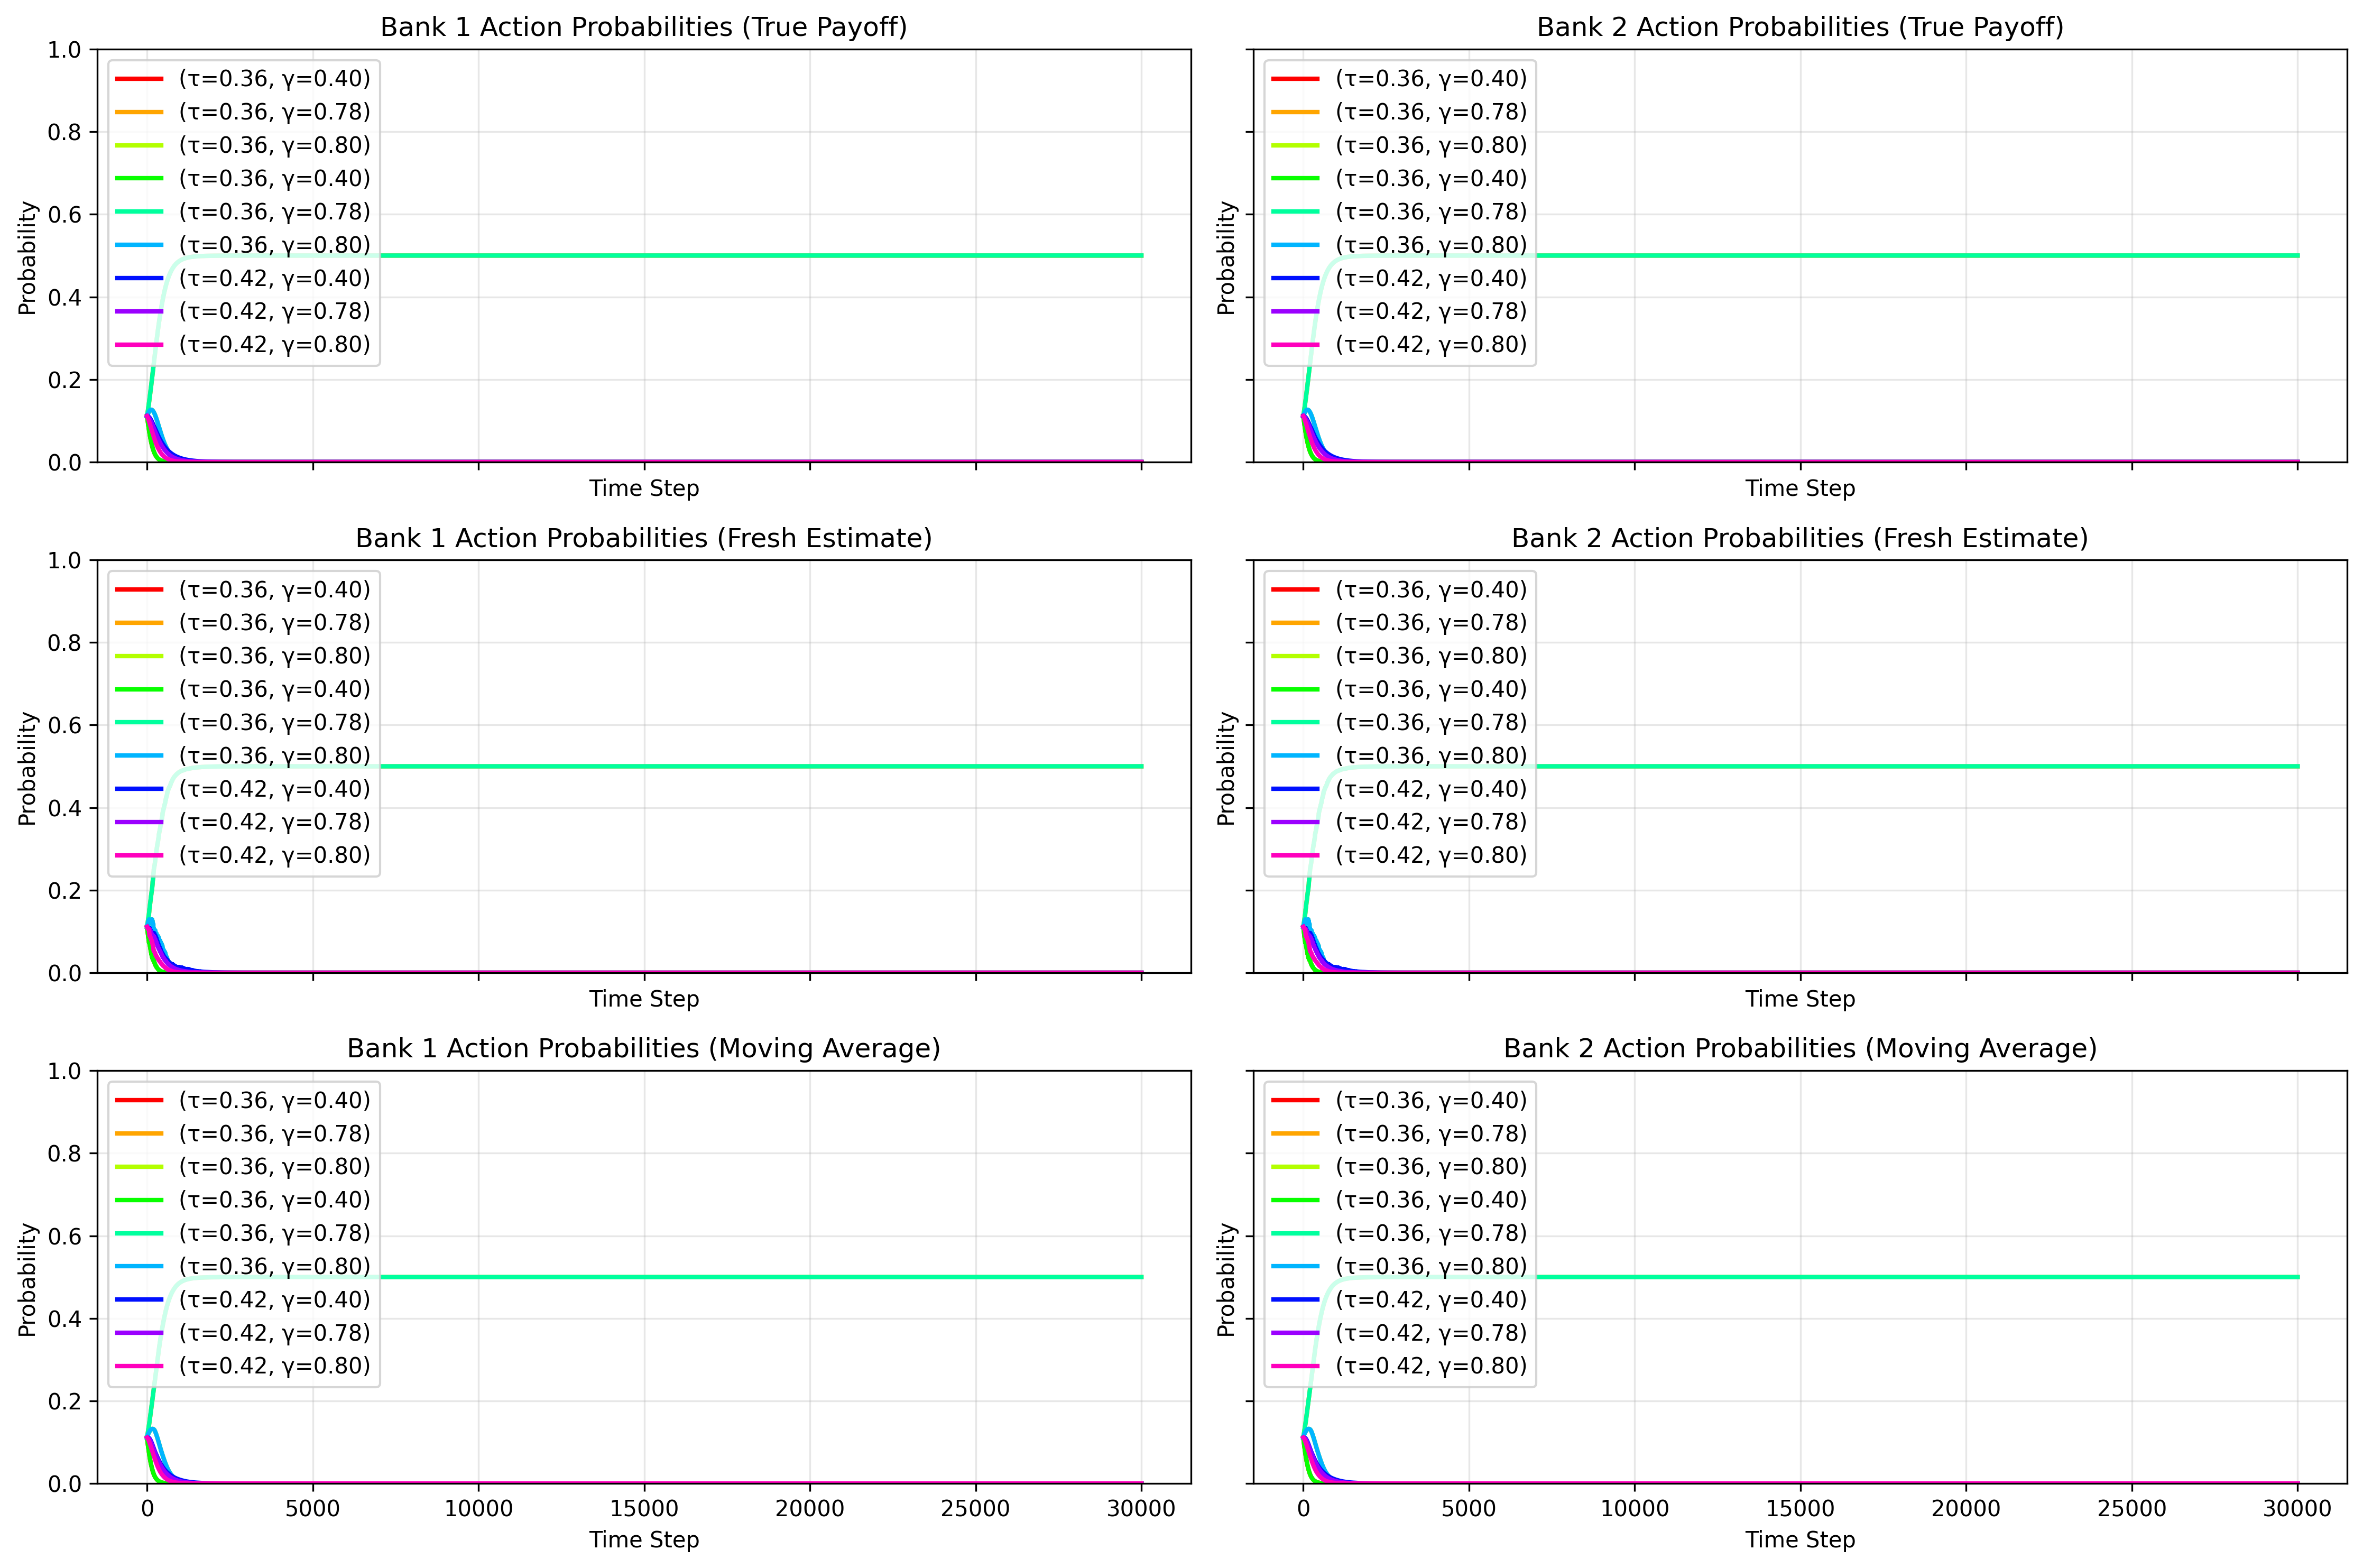 Bank 1 Action Probabilities (True Payoff)
1.0
0.8
0.6
0.4
0.2
0.0
Probability
(τ=0.36, γ=0.40)
(τ=0.36, γ=0.78)
(τ=0.36, γ=0.80)
(τ=0.36, γ=0.40)
(τ=0.36, γ=0.78)
(τ=0.36, γ=0.80)
(τ=0.42, γ=0.40)
(τ=0.42, γ=0.78)
(τ=0.42, γ=0.80)
Time Step
Bank 2 Action Probabilities (True Payoff)
Probability
(τ=0.36, γ=0.40)
(τ=0.36, γ=0.78)
(τ=0.36, γ=0.80)
(τ=0.36, γ=0.40)
(τ=0.36, γ=0.78)
(τ=0.36, γ=0.80)
(τ=0.42, γ=0.40)
(τ=0.42, γ=0.78)
(τ=0.42, γ=0.80)
Time Step
Bank 1 Action Probabilities (Fresh Estimate)
1.0
0.8
0.6
0.4
0.2
0.0
Probability
(τ=0.36, γ=0.40)
(τ=0.36, γ=0.78)
(τ=0.36, γ=0.80)
(τ=0.36, γ=0.40)
(τ=0.36, γ=0.78)
(τ=0.36, γ=0.80)
(τ=0.42, γ=0.40)
(τ=0.42, γ=0.78)
(τ=0.42, γ=0.80)
Time Step
Bank 2 Action Probabilities (Fresh Estimate)
Probability
(τ=0.36, γ=0.40)
(τ=0.36, γ=0.78)
(τ=0.36, γ=0.80)
(τ=0.36, γ=0.40)
(τ=0.36, γ=0.78)
(τ=0.36, γ=0.80)
(τ=0.42, γ=0.40)
(τ=0.42, γ=0.78)
(τ=0.42, γ=0.80)
Time Step
Bank 1 Action Probabilities (Moving Average)
1.0
0.8
0.6
0.4
0.2
0.0
Probability
(τ=0.36, γ=0.40)
(τ=0.36, γ=0.78)
(τ=0.36, γ=0.80)
(τ=0.36, γ=0.40)
(τ=0.36, γ=0.78)
(τ=0.36, γ=0.80)
(τ=0.42, γ=0.40)
(τ=0.42, γ=0.78)
(τ=0.42, γ=0.80)
0 5000 10000 15000 20000 25000 30000
Time Step
Bank 2 Action Probabilities (Moving Average)
Probability
(τ=0.36, γ=0.40)
(τ=0.36, γ=0.78)
(τ=0.36, γ=0.80)
(τ=0.36, γ=0.40)
(τ=0.36, γ=0.78)
(τ=0.36, γ=0.80)
(τ=0.42, γ=0.40)
(τ=0.42, γ=0.78)
(τ=0.42, γ=0.80)
0 5000 10000 15000 20000 25000 30000
Time Step